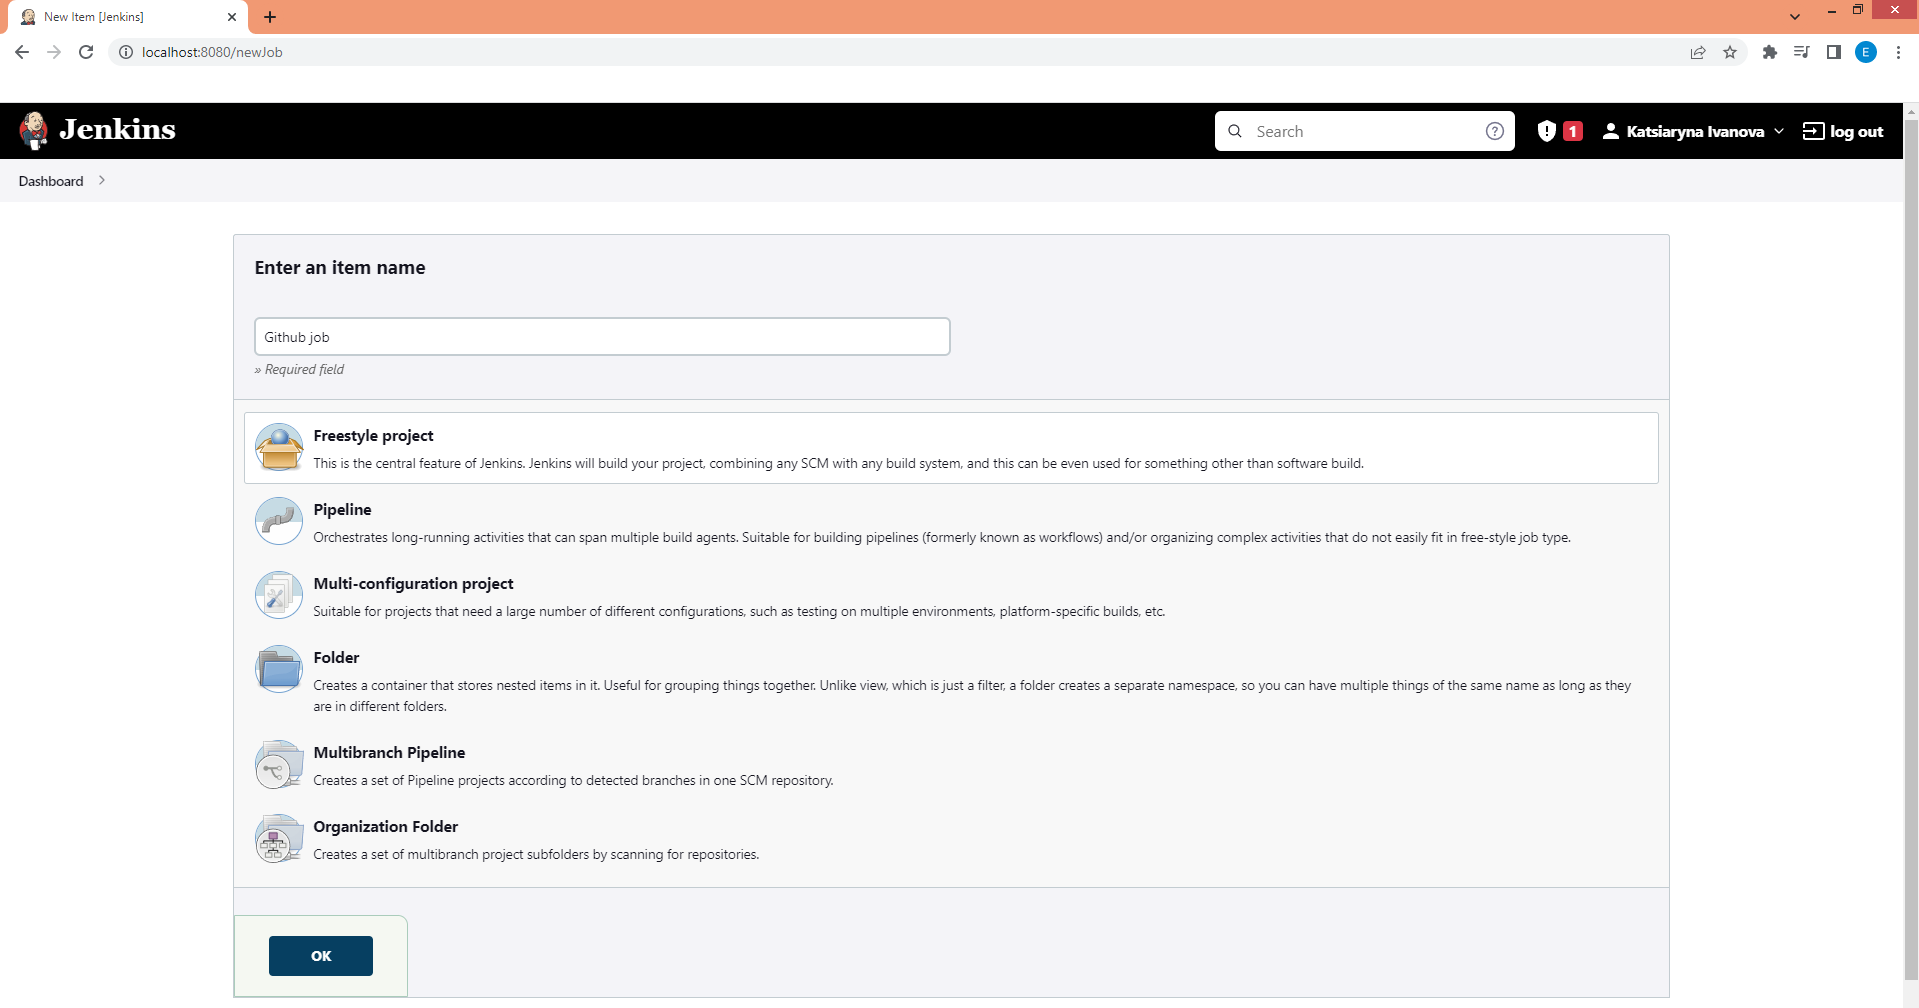 New Item [Jenkins]
localhost:8080/newJob
E
Jenkins
Search
1
Katsiaryna Ivanova
log out
Dashboard
Enter an item name
Github job
» Required field
Freestyle project
This is the central feature of Jenkins. Jenkins will build your project, combining any SCM with any build system, and this can be even used for something other than software build.
Pipeline
Orchestrates long-running activities that can span multiple build agents. Suitable for building pipelines (formerly known as workflows) and/or organizing complex activities that do not easily fit in free-style job type.
Multi-configuration project
Suitable for projects that need a large number of different configurations, such as testing on multiple environments, platform-specific builds, etc.
Folder
Creates a container that stores nested items in it. Useful for grouping things together. Unlike view, which is just a filter, a folder creates a separate namespace, so you can have multiple things of the same name as long as they
are in different folders.
Multibranch Pipeline
Creates a set of Pipeline projects according to detected branches in one SCM repository.
Organization Folder
Creates a set of multibranch project subfolders by scanning for repositories.
OK